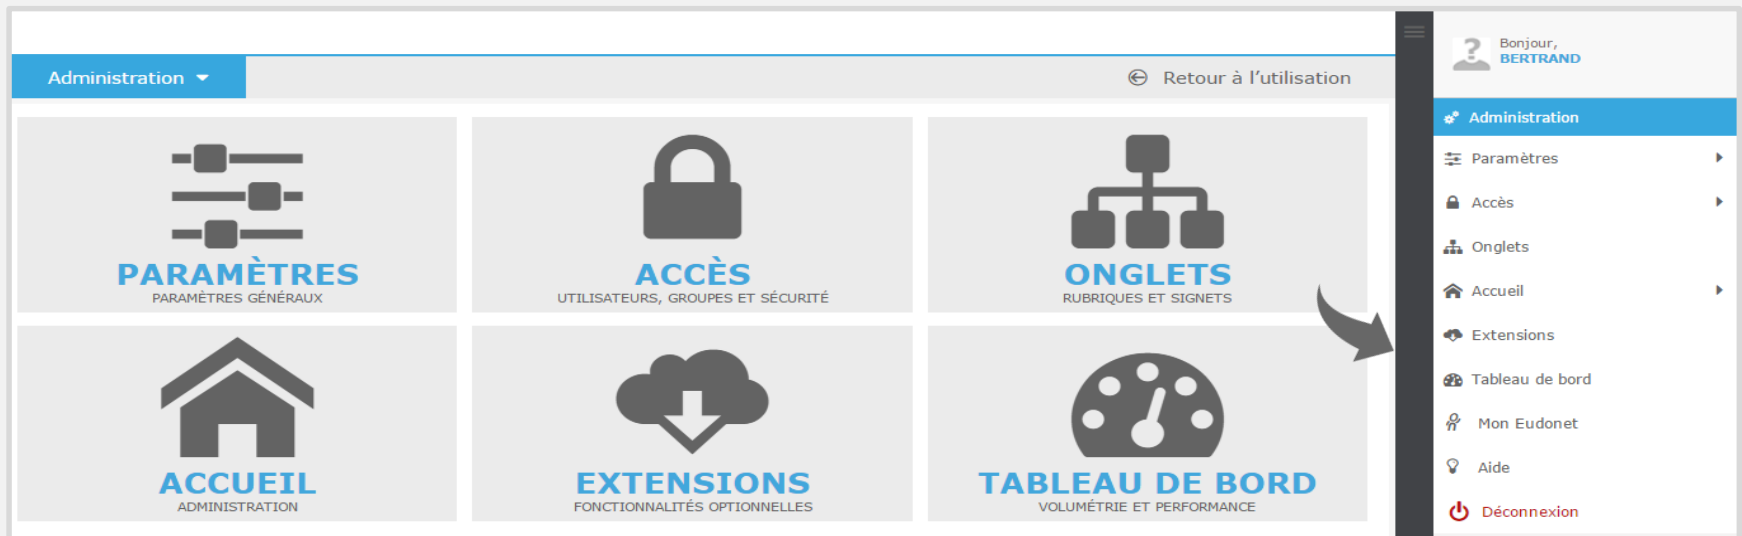 Administration
Retour à l'utilisation
PARAMÈTRES
PARAMÈTRES GÉNÉRAUX
ACCÈS
UTILISATEURS, GROUPES ET SÉCURITÉ
ONGLETS
RUBRIQUES ET SIGNETS
ACCUEIL
ADMINISTRATION
EXTENSIONS
FONCTIONNALITÉS OPTIONNELLES
TABLEAU DE BORD
VOLUMÉTRIE ET PERFORMANCE
Bonjour,
BERTRAND
Administration
Paramètres
Accès
Onglets
Accueil
Extensions
Tableau de bord
Mon Eudonet
Aide
Déconnexion